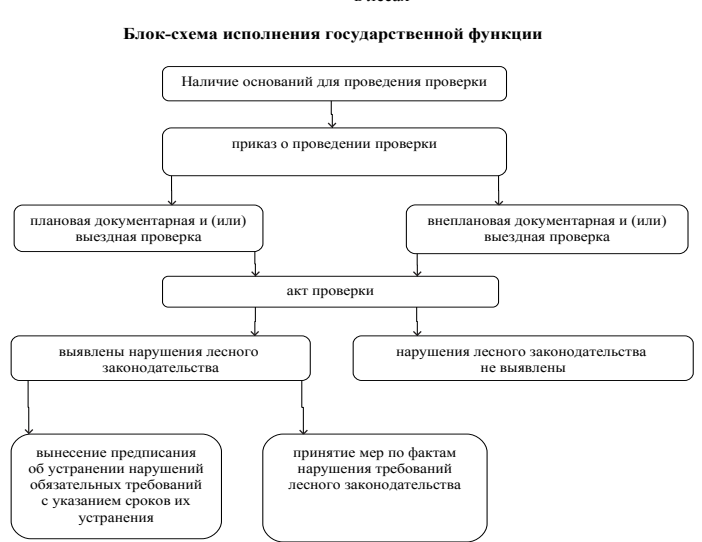 Блок-схема исполнения государственной функции
Наличие оснований для проведения проверки
приказ о проведении проверки
плановая документарная и (или)
выездная проверка
внеплановая документарная и (или)
выездная проверка
акт проверки
выявлены нарушения лесного
законодательства
нарушения лесного законодательства
не выявлены
вынесение предписания
об устранении нарушений
обязательных требований
с указанием сроков их
устранения
принятие мер по фактам
нарушения требований
лесного законодательства